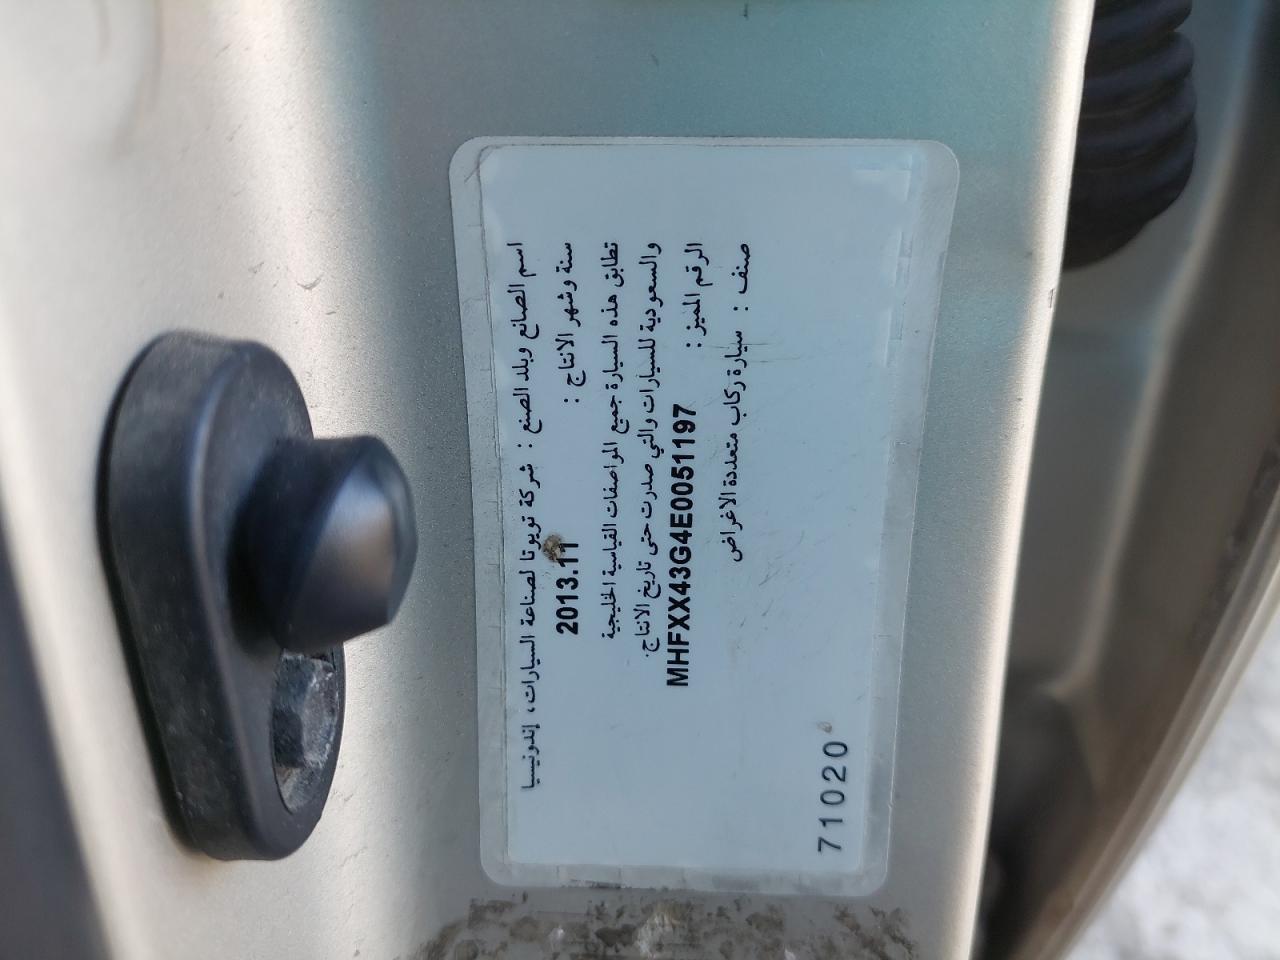 اسم الصانع وبلد الصنع : شركة تويوتا لصناعة السيارات، إندونيسيا
سنة وشهر الانتاج : 2013.11
تطابق هذه السيارة جميع المواصفات القياسية الخليجية
والسعودية للسيارات والتي صدرت حتى تاريخ الانتاج.
الرقم المميز : MHFXX43G4E0051197
صنف : سيارة ركاب متعددة الاغراض
71020